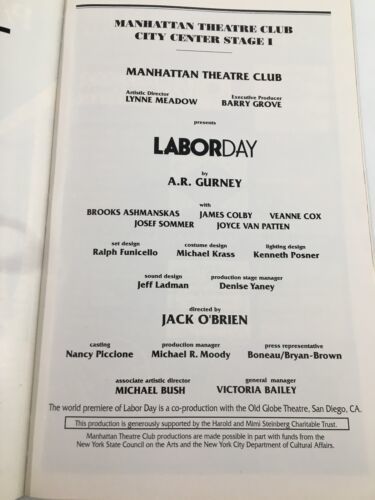 MANHATTAN THEATRE CLUB
CITY CENTER STAGE I
MANHATTAN THEATRE CLUB
Artistic Director Executive Producer
LYNNE MEADOW BARRY GROVE
presents
LABORDAY
by
A.R. GURNEY
with
BROOKS ASHMANSKAS JAMES COLBY VEANNE COX
JOSEF SOMMER JOYCE VAN PATTEN
set design costume design lighting design
Ralph Funicello Michael Krass Kenneth Posner
sound design production stage manager
Jeff Ladman Denise Yaney
directed by
JACK O'BRIEN
casting production manager press representative
Nancy Piccione Michael R. Moody Boneau/Bryan-Brown
associate artistic director general manager
MICHAEL BUSH VICTORIA BAILEY
The world premiere of Labor Day is a co-production with the Old Globe Theatre, San Diego, CA.
This production is generously supported by the Harold and Mimi Steinberg Charitable Trust.
Manhattan Theatre Club productions are made possible in part with funds from the
New York State Council on the Arts and the New York City Department of Cultural Affairs.